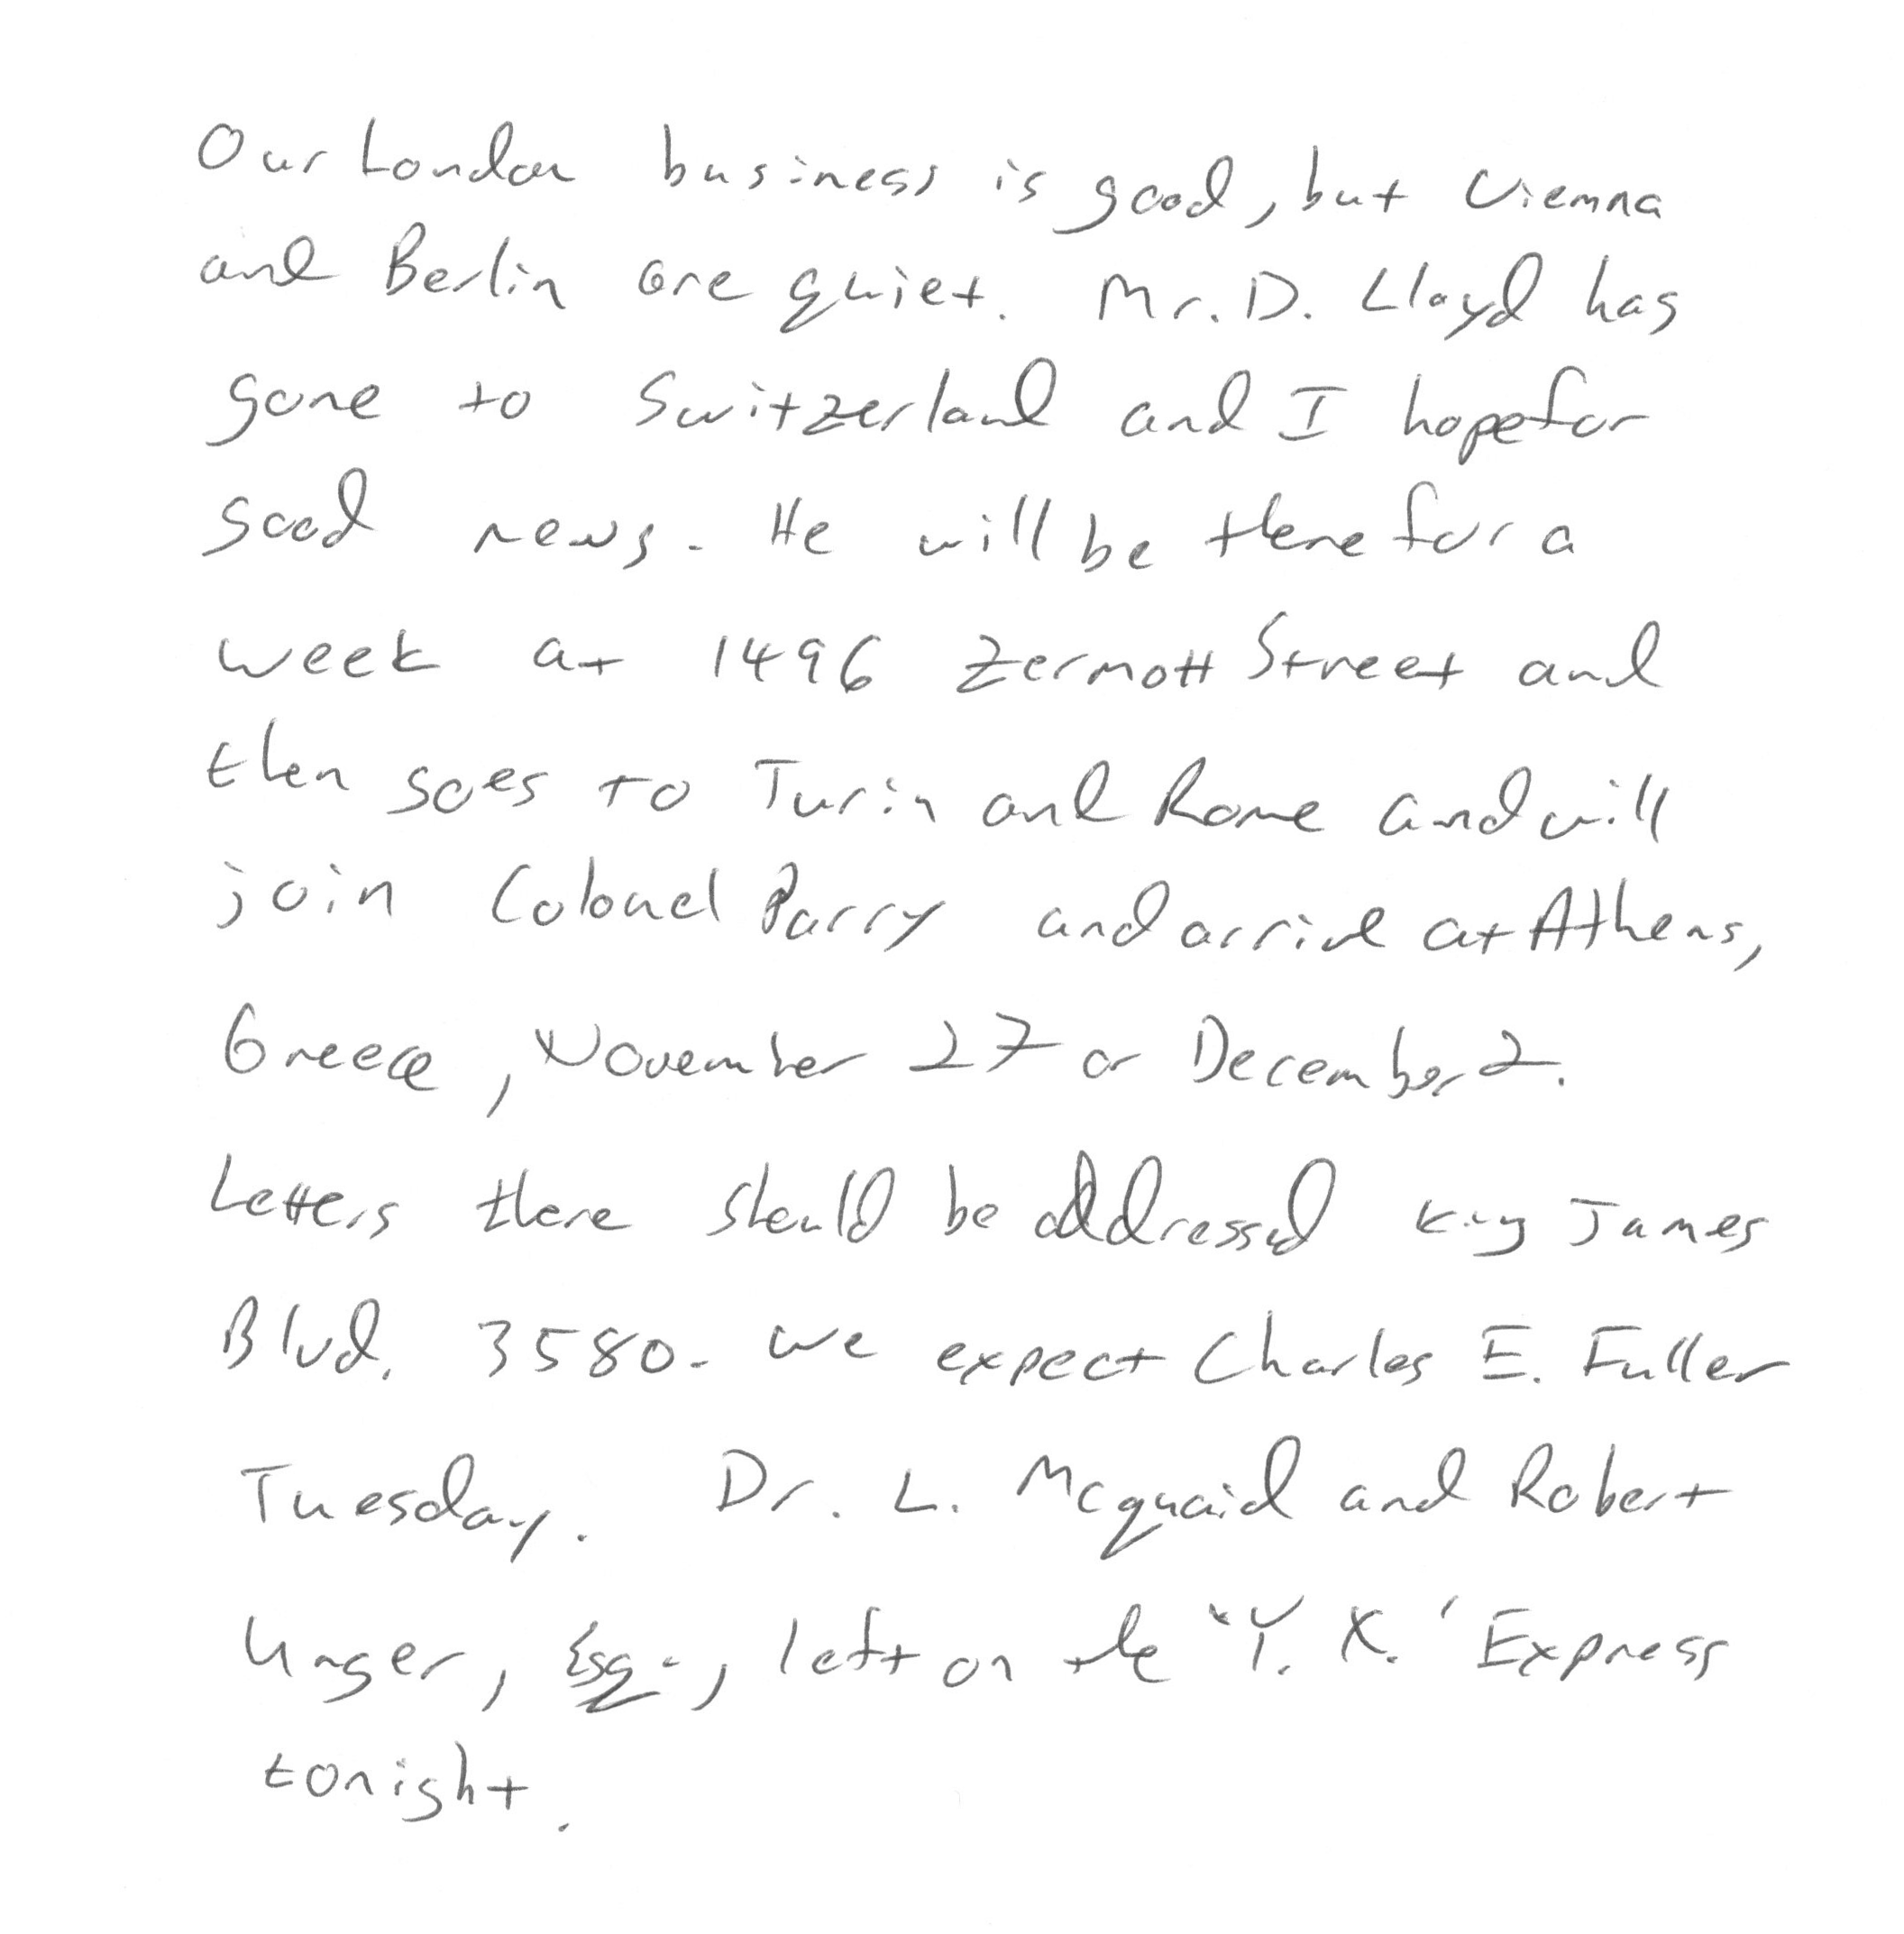 Our London business is good, but Vienna
and Berlin are quiet. Mr. D. Lloyd has
gone to Switzerland and I hope for
good news. He will be there for a
week at 1496 Zermott Street and
then goes to Turin and Rome and will
join Colonel Parry and arrive at Athens,
Greece, November 27 or December 2.
Letters there should be addressed King James
Blvd. 3580. We expect Charles E. Fuller
Tuesday. Dr. L. McQuaid and Robert
Unger, Esq., left on the 'Y. X.' Express
tonight.